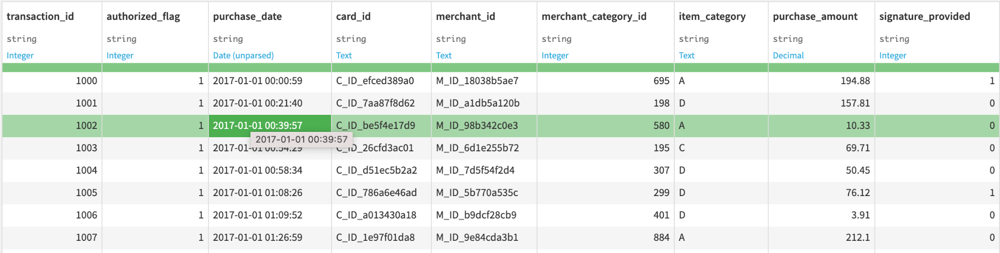 transaction_id authorized_flag purchase_date card_id merchant_id merchant_category_id item_category purchase_amount signature_provided
string string string string string string string string string
Integer Integer Date (unparsed) Text Text Integer Text Decimal Integer
1000 1 2017-01-01 00:00:59 C_ID_efced389a0 M_ID_18038b5ae7 695 A 194.88 1
1001 1 2017-01-01 00:21:40 C_ID_7aa87f8d62 M_ID_a1db5a120b 198 D 157.81 0
1002 1 2017-01-01 00:39:57 C_ID_be5f4e17d9 M_ID_98b342c0e3 580 A 10.33 0
2017-01-01 00:39:57
1003 1 2017-01-01 00:54:29 C_ID_26cfd3ac01 M_ID_6d1e255b72 195 C 69.71 0
1004 1 2017-01-01 00:58:34 C_ID_d51ec5b2a2 M_ID_7d5f54f2d4 307 D 50.45 0
1005 1 2017-01-01 01:08:26 C_ID_786a6e46ad M_ID_5b770a535c 299 D 76.12 1
1006 1 2017-01-01 01:09:52 C_ID_a013430a18 M_ID_b9dcf28cb9 401 D 3.91 0
1007 1 2017-01-01 01:26:59 C_ID_1e97f01da8 M_ID_9e84cda3b1 884 A 212.1 0